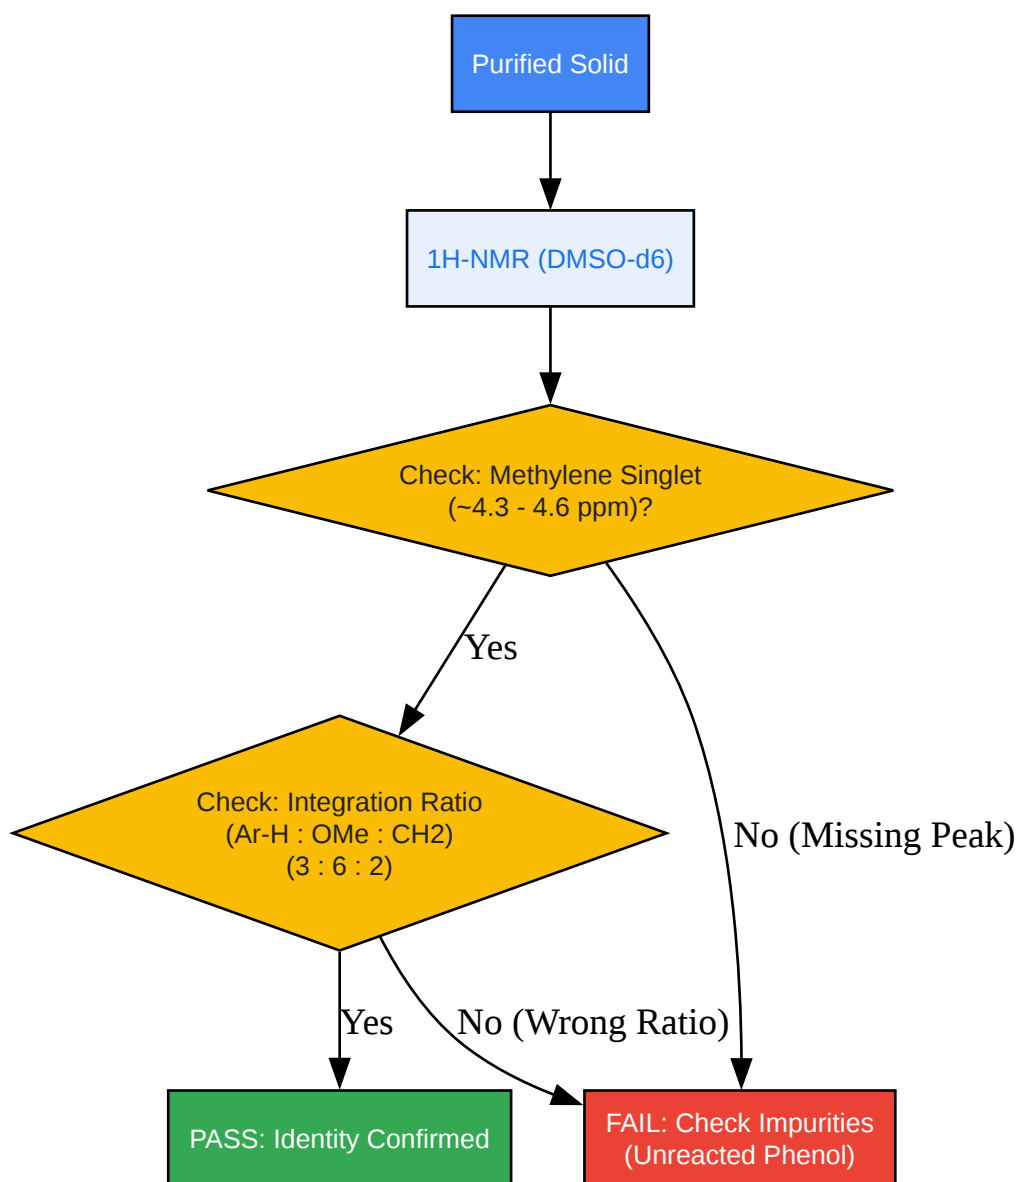 Purified Solid
1H-NMR (DMSO-d6)
Check: Methylene Singlet
(~4.3 - 4.6 ppm)?
Yes
Check: Integration Ratio
(Ar-H : OMe : CH2)
(3 : 6 : 2)
No (Missing Peak)
Yes
No (Wrong Ratio)
PASS: Identity Confirmed
FAIL: Check Impurities
(Unreacted Phenol)